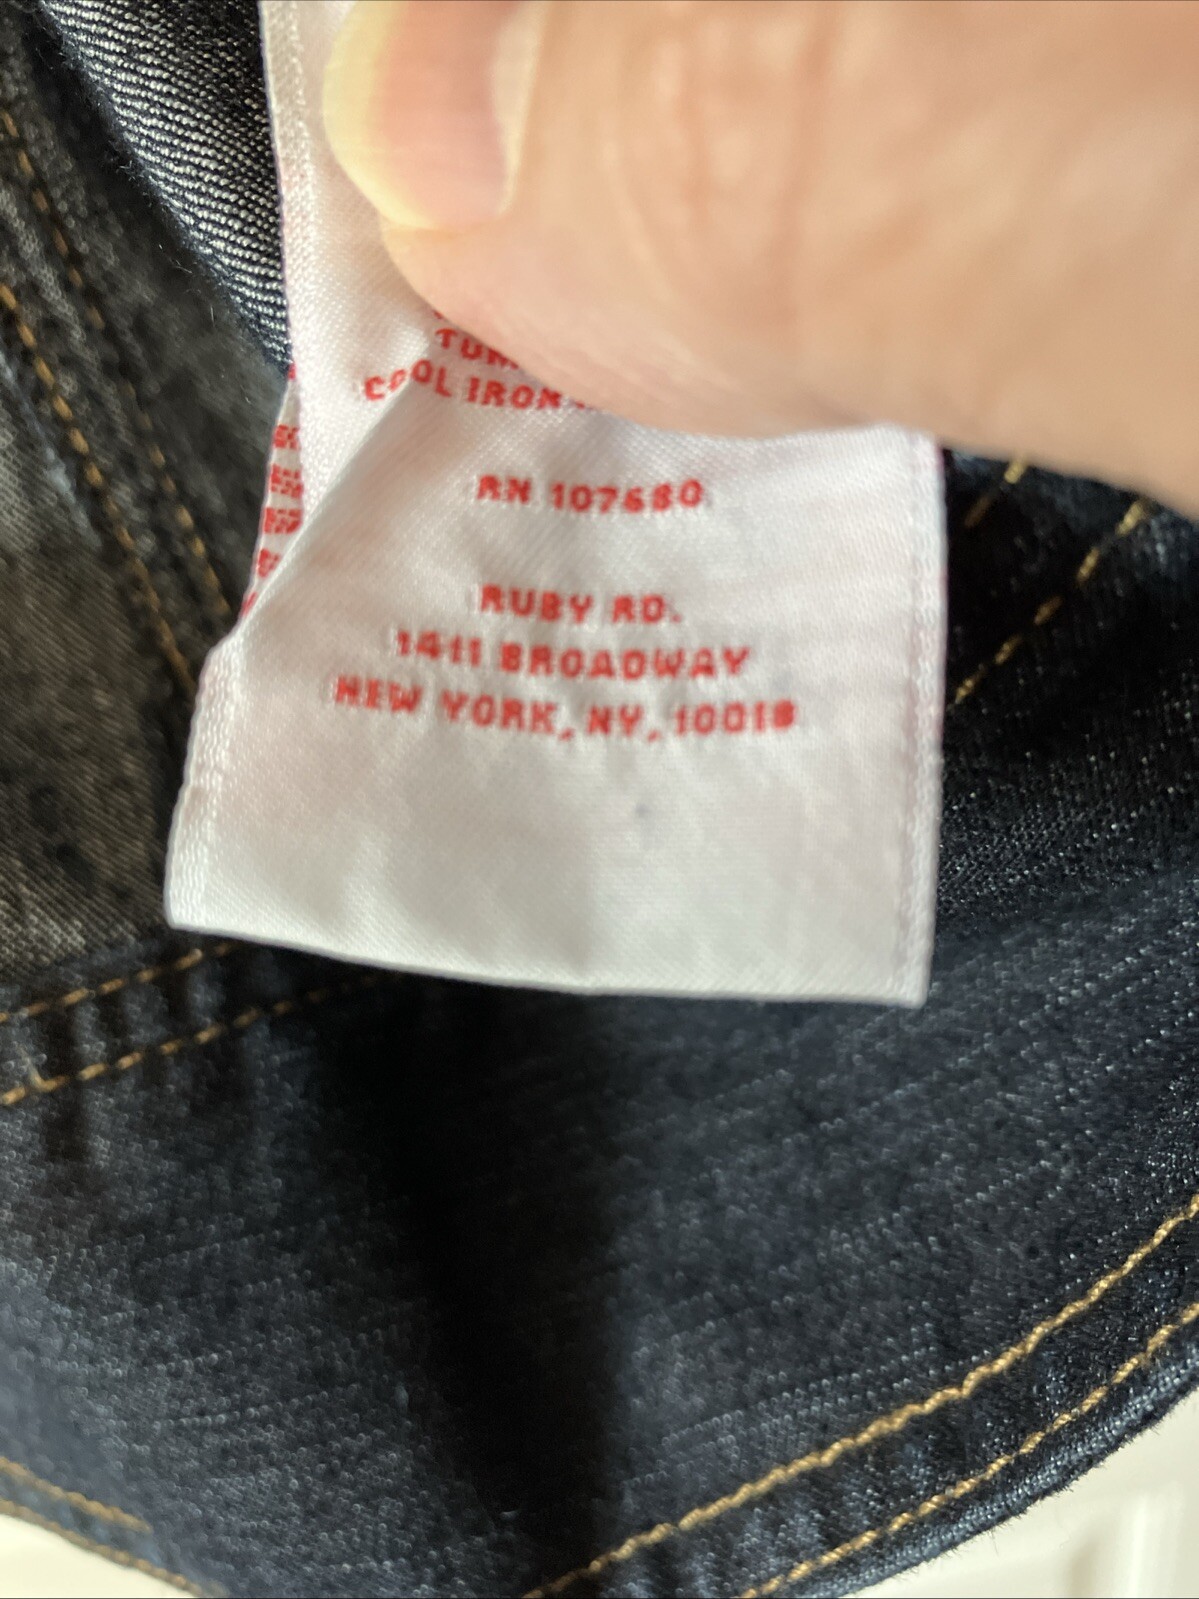 COOL IRON
RN 107680
RUBY RD.
1411 BROADWAY
NEW YORK, NY, 10018